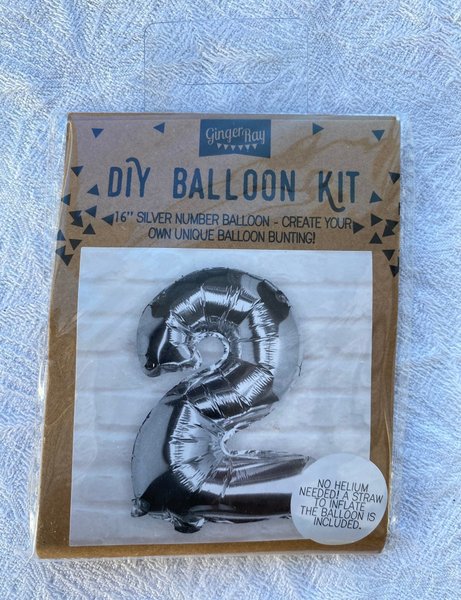 Ginger Ray
DIY BALLOON KIT
16" SILVER NUMBER BALLOON - CREATE YOUR
OWN UNIQUE BALLOON BUNTING!
2
NO HELIUM
NEEDED! A STRAW
TO INFLATE
THE BALLOON IS
INCLUDED.